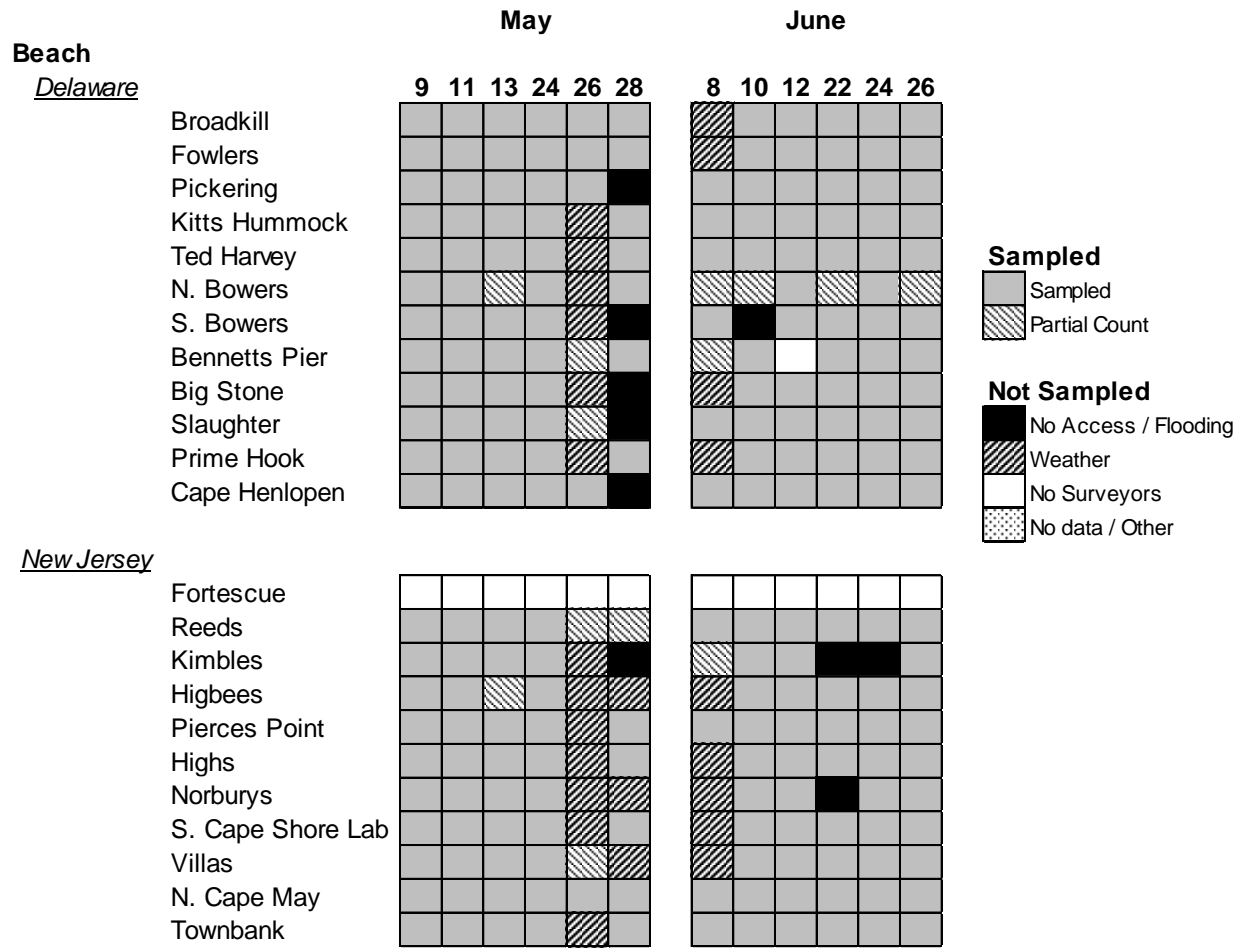 May June
Beach
Delaware 9 11 13 24 26 28 8 10 12 22 24 26
Broadkill
Fowlers
Pickering
Kitts Hummock
Ted Harvey
N. Bowers
S. Bowers
Bennetts Pier
Big Stone
Slaughter
Prime Hook
Cape Henlopen
Sampled
Sampled
Partial Count
Not Sampled
No Access / Flooding
Weather
No Surveyors
No data / Other
New Jersey
Fortescue
Reeds
Kimbles
Higbees
Pierces Point
Highs
Norburys
S. Cape Shore Lab
Villas
N. Cape May
Townbank